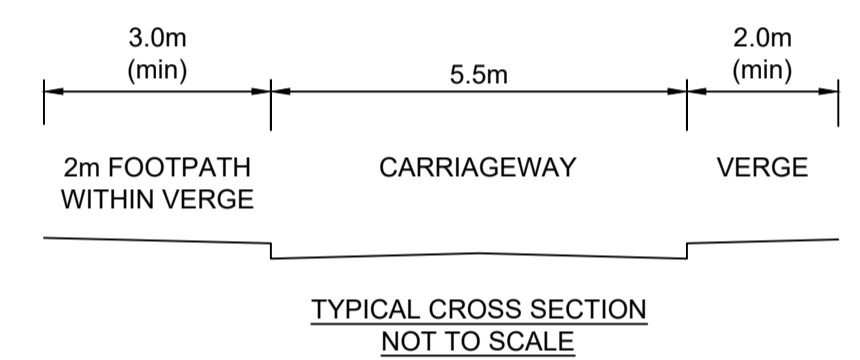 3.0m
(min)
5.5m
2.0m
(min)
2m FOOTPATH
WITHIN VERGE
CARRIAGEWAY
VERGE
TYPICAL CROSS SECTION
NOT TO SCALE